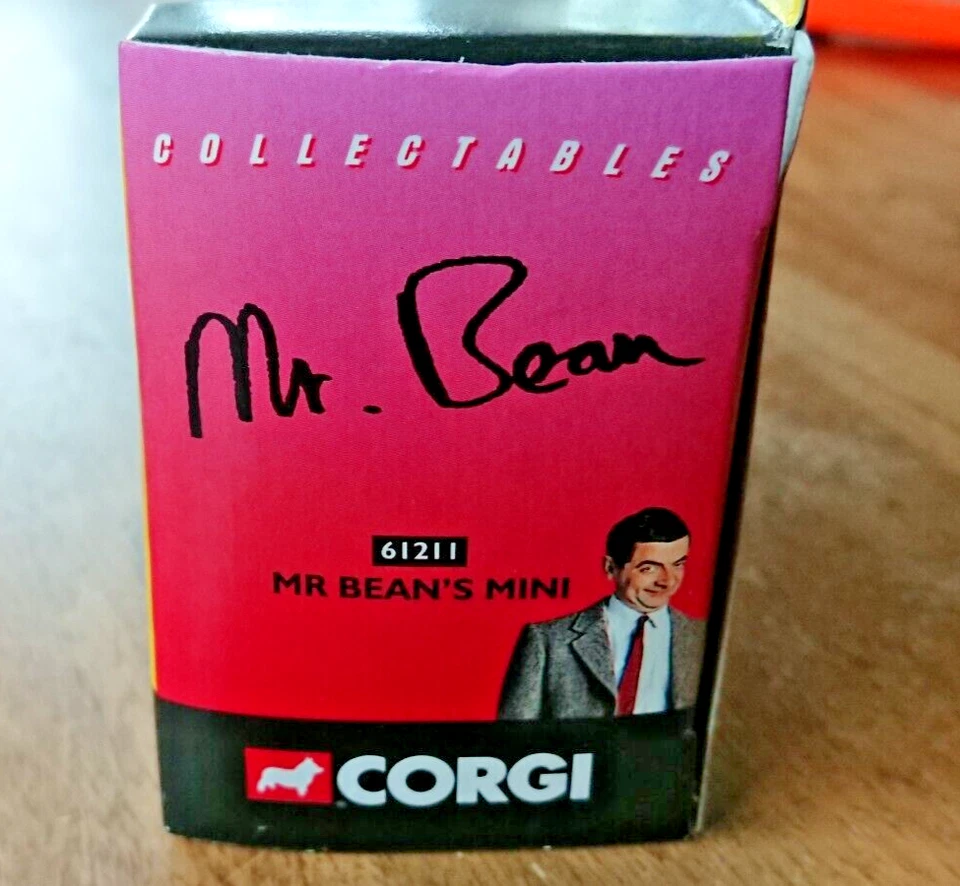 COLLECTABLES
Mr. Bean
61211
MR BEAN'S MINI
CORGI